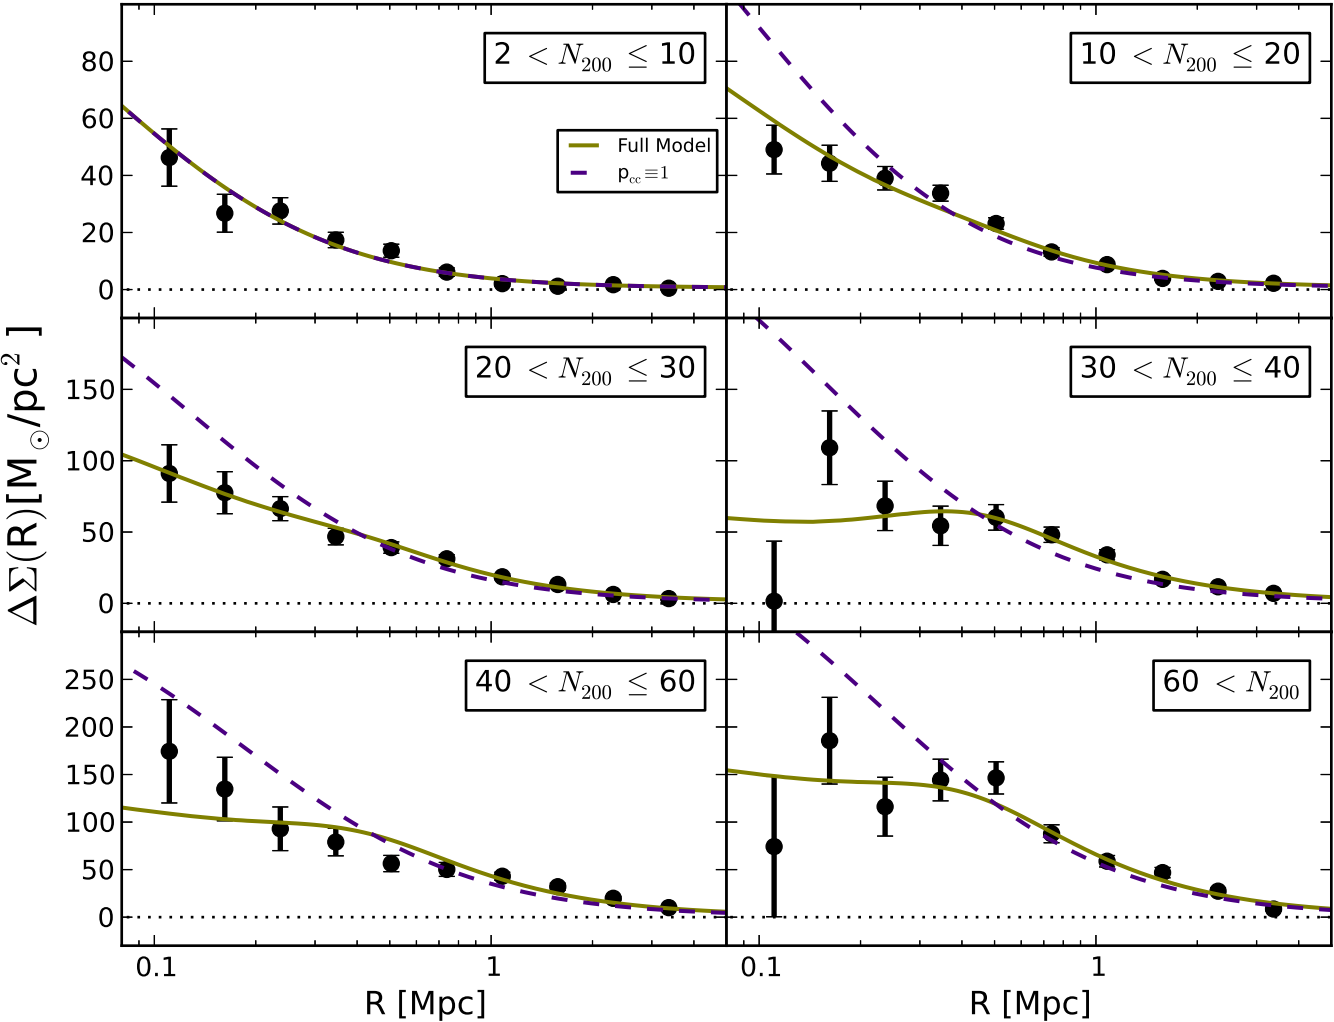 2 < N200 ≤ 10
10 < N200 ≤ 20
80
60
40
20
0
Full Model
pcc≡1
20 < N200 ≤ 30
30 < N200 ≤ 40
150
100
50
0
ΔΣ(R)[M⊙/pc²]
40 < N200 ≤ 60
60 < N200
250
200
150
100
50
0
0.1 1 0.1 1
R [Mpc] R [Mpc]